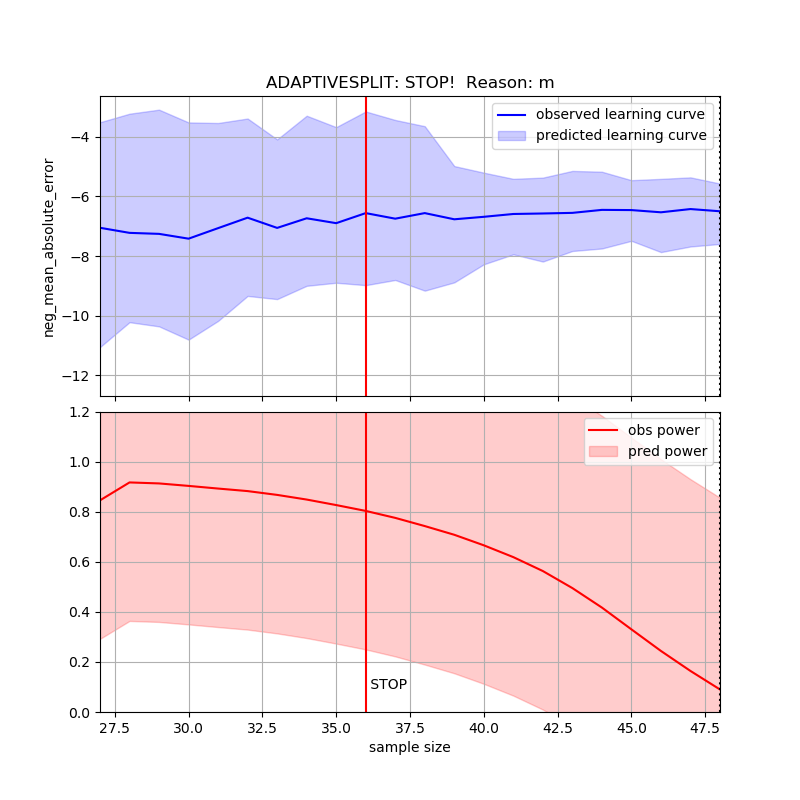 ADAPTIVESPLIT: STOP!  Reason: m
observed learning curve
predicted learning curve
neg_mean_absolute_error
−4
−6
−8
−10
−12
obs power
pred power
1.2
1.0
0.8
0.6
0.4
0.2
0.0
STOP
27.5 30.0 32.5 35.0 37.5 40.0 42.5 45.0 47.5
sample size